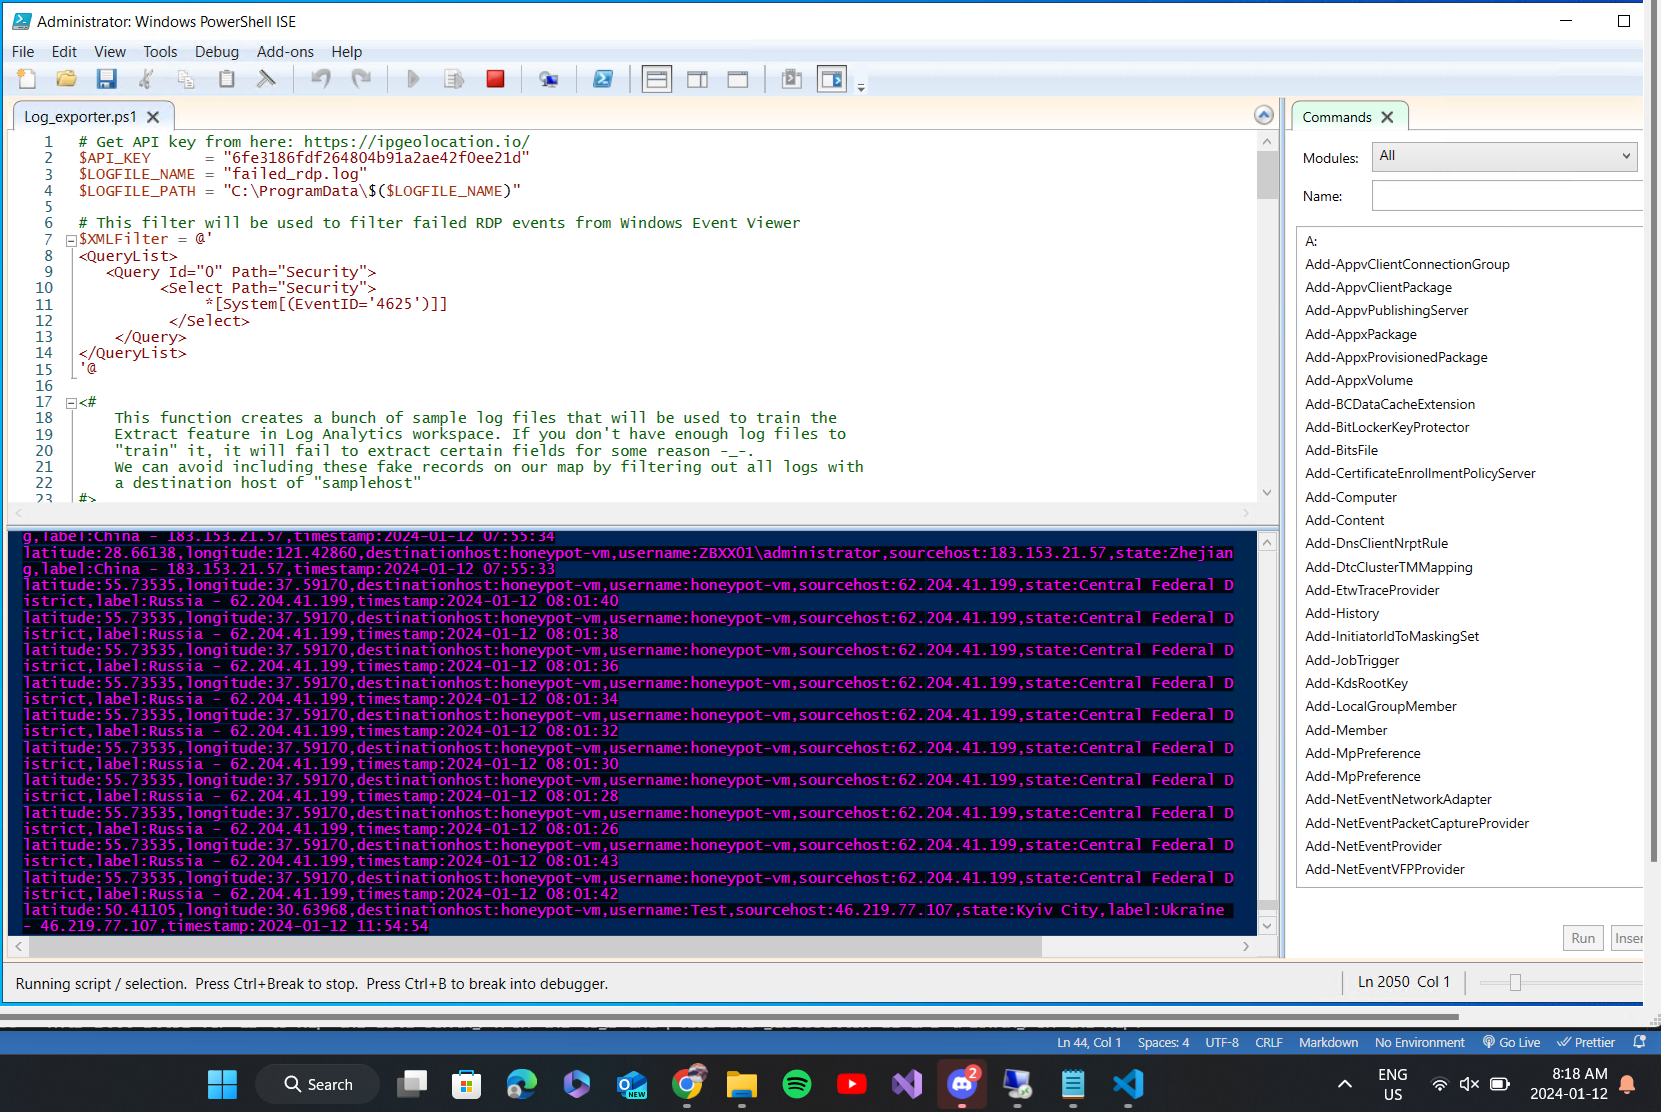 Administrator: Windows PowerShell ISE
File Edit View Tools Debug Add-ons Help
Log_exporter.ps1
1 # Get API key from here: https://ipgeolocation.io/
2 $API_KEY      = "6fe3186fdf264804b91a2ae42f0ee21d"
3 $LOGFILE_NAME = "failed_rdp.log"
4 $LOGFILE_PATH = "C:\ProgramData\$($LOGFILE_NAME)"
5
6 # This filter will be used to filter failed RDP events from Windows Event Viewer
7 $XMLFilter = @'
8 <QueryList>
9 <Query Id="0" Path="Security">
10 <Select Path="Security">
11 *[System[(EventID='4625')]]
12 </Select>
13 </Query>
14 </QueryList>
15 '@
16
17 <#
18 This function creates a bunch of sample log files that will be used to train the
19 Extract feature in Log Analytics workspace. If you don't have enough log files to
20 "train" it, it will fail to extract certain fields for some reason -_-.
21 We can avoid including these fake records on our map by filtering out all logs with
22 a destination host of "samplehost"
23 #>
g,label:China - 183.153.21.57,timestamp:2024-01-12 07:55:34
latitude:28.66138,longitude:121.42860,destinationhost:honeypot-vm,username:ZBXX01\administrator,sourcehost:183.153.21.57,state:Zhejian
g,label:China - 183.153.21.57,timestamp:2024-01-12 07:55:33
latitude:55.73535,longitude:37.59170,destinationhost:honeypot-vm,username:honeypot-vm,sourcehost:62.204.41.199,state:Central Federal D
istrict,label:Russia - 62.204.41.199,timestamp:2024-01-12 08:01:40
latitude:55.73535,longitude:37.59170,destinationhost:honeypot-vm,username:honeypot-vm,sourcehost:62.204.41.199,state:Central Federal D
istrict,label:Russia - 62.204.41.199,timestamp:2024-01-12 08:01:38
latitude:55.73535,longitude:37.59170,destinationhost:honeypot-vm,username:honeypot-vm,sourcehost:62.204.41.199,state:Central Federal D
istrict,label:Russia - 62.204.41.199,timestamp:2024-01-12 08:01:36
latitude:55.73535,longitude:37.59170,destinationhost:honeypot-vm,username:honeypot-vm,sourcehost:62.204.41.199,state:Central Federal D
istrict,label:Russia - 62.204.41.199,timestamp:2024-01-12 08:01:34
latitude:55.73535,longitude:37.59170,destinationhost:honeypot-vm,username:honeypot-vm,sourcehost:62.204.41.199,state:Central Federal D
istrict,label:Russia - 62.204.41.199,timestamp:2024-01-12 08:01:32
latitude:55.73535,longitude:37.59170,destinationhost:honeypot-vm,username:honeypot-vm,sourcehost:62.204.41.199,state:Central Federal D
istrict,label:Russia - 62.204.41.199,timestamp:2024-01-12 08:01:30
latitude:55.73535,longitude:37.59170,destinationhost:honeypot-vm,username:honeypot-vm,sourcehost:62.204.41.199,state:Central Federal D
istrict,label:Russia - 62.204.41.199,timestamp:2024-01-12 08:01:28
latitude:55.73535,longitude:37.59170,destinationhost:honeypot-vm,username:honeypot-vm,sourcehost:62.204.41.199,state:Central Federal D
istrict,label:Russia - 62.204.41.199,timestamp:2024-01-12 08:01:26
latitude:55.73535,longitude:37.59170,destinationhost:honeypot-vm,username:honeypot-vm,sourcehost:62.204.41.199,state:Central Federal D
istrict,label:Russia - 62.204.41.199,timestamp:2024-01-12 08:01:43
latitude:55.73535,longitude:37.59170,destinationhost:honeypot-vm,username:honeypot-vm,sourcehost:62.204.41.199,state:Central Federal D
istrict,label:Russia - 62.204.41.199,timestamp:2024-01-12 08:01:42
latitude:50.41105,longitude:30.63968,destinationhost:honeypot-vm,username:Test,sourcehost:46.219.77.107,state:Kyiv City,label:Ukraine
- 46.219.77.107,timestamp:2024-01-12 11:54:54
Commands
Modules: All
Name:
A:
Add-AppvClientConnectionGroup
Add-AppvClientPackage
Add-AppvPublishingServer
Add-AppxPackage
Add-AppxProvisionedPackage
Add-AppxVolume
Add-BCDataCacheExtension
Add-BitLockerKeyProtector
Add-BitsFile
Add-CertificateEnrollmentPolicyServer
Add-Computer
Add-Content
Add-DnsClientNrptRule
Add-DtcClusterTMMapping
Add-EtwTraceProvider
Add-History
Add-InitiatorIdToMaskingSet
Add-JobTrigger
Add-KdsRootKey
Add-LocalGroupMember
Add-Member
Add-MpPreference
Add-MpPreference
Add-NetEventNetworkAdapter
Add-NetEventPacketCaptureProvider
Add-NetEventProvider
Add-NetEventVFPProvider
Run Inser
Running script / selection. Press Ctrl+Break to stop. Press Ctrl+B to break into debugger.
Ln 2050 Col 1
Ln 44, Col 1 Spaces: 4 UTF-8 CRLF Markdown No Environment Go Live Prettier
Search
NEW
2
ENG
US
8:18 AM
2024-01-12